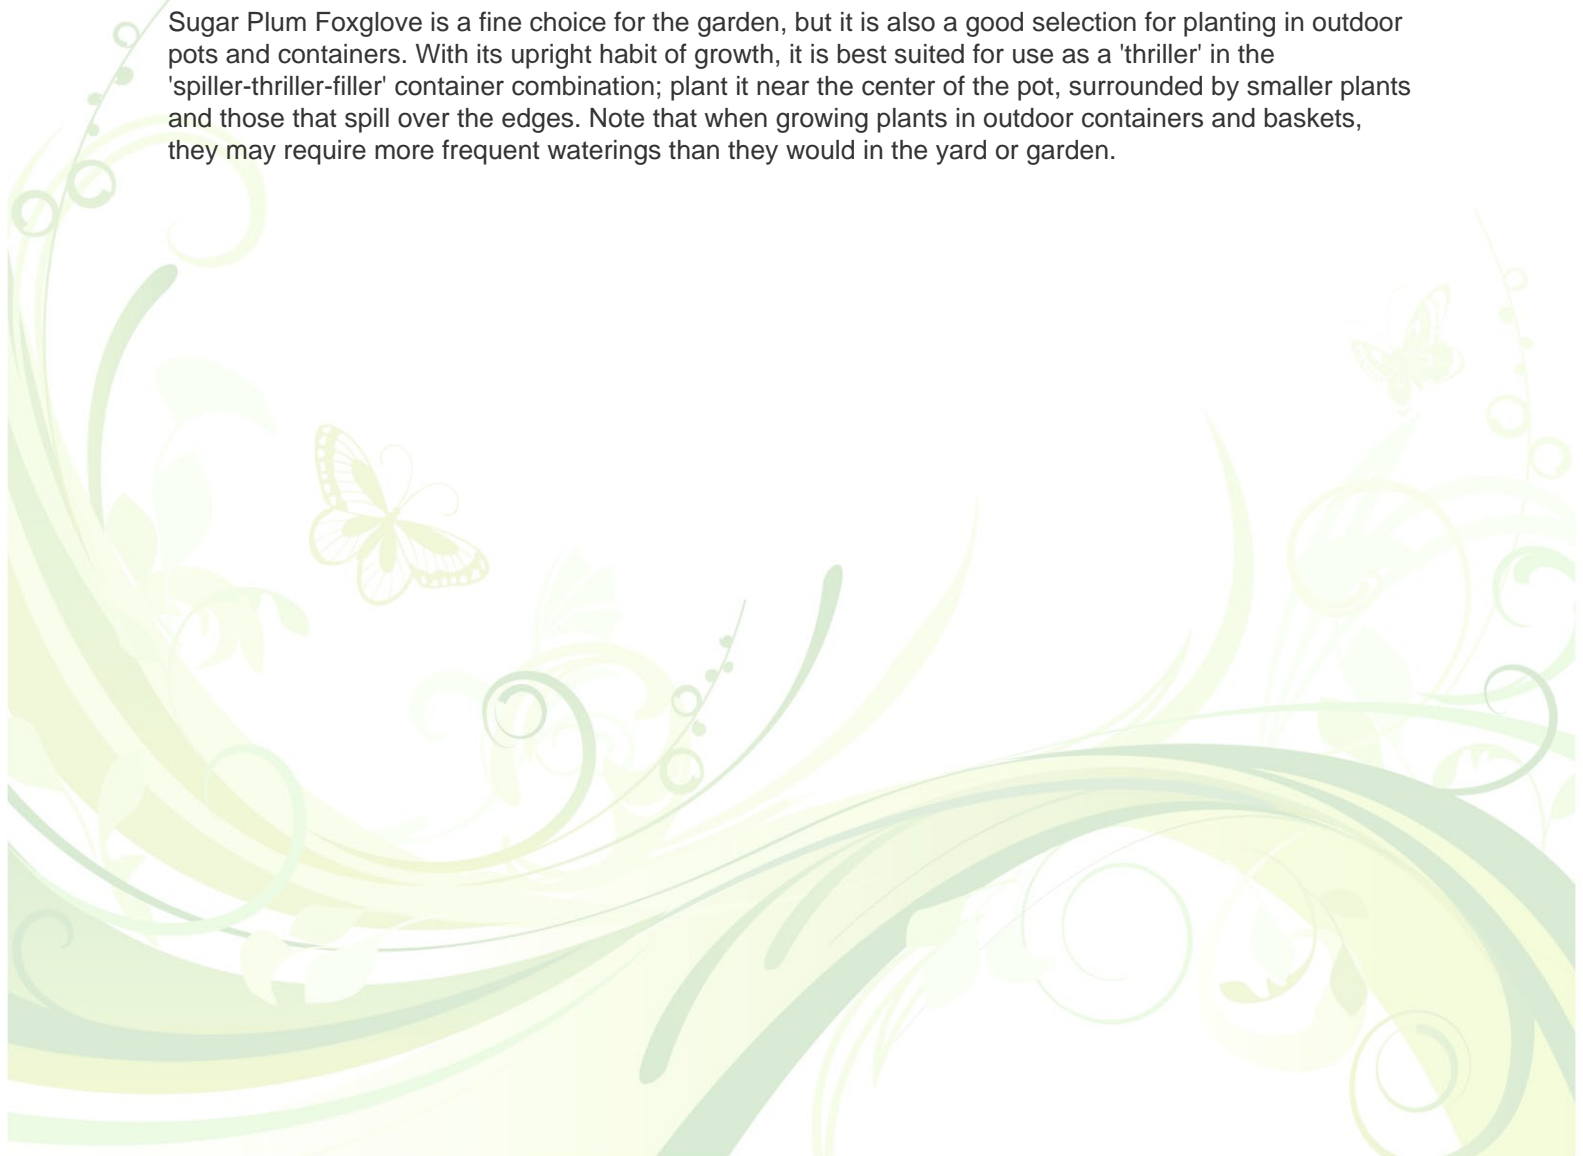 Sugar Plum Foxglove is a fine choice for the garden, but it is also a good selection for planting in outdoor
pots and containers. With its upright habit of growth, it is best suited for use as a 'thriller' in the
'spiller-thriller-filler' container combination; plant it near the center of the pot, surrounded by smaller plants
and those that spill over the edges. Note that when growing plants in outdoor containers and baskets,
they may require more frequent waterings than they would in the yard or garden.